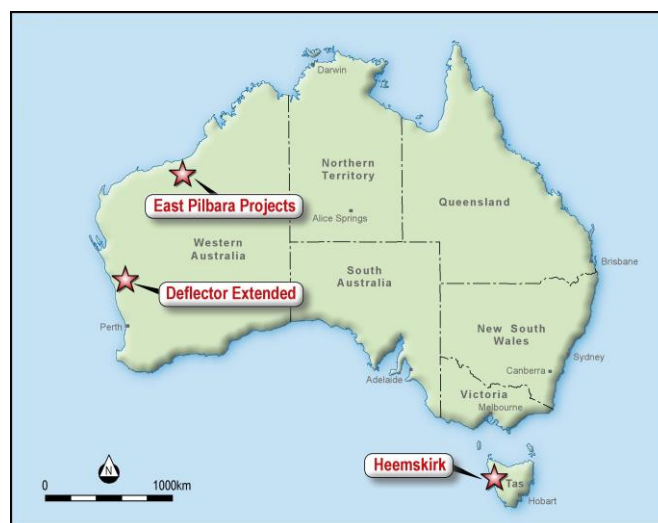 Darwin
Northern
Territory
East Pilbara Projects
Alice Springs
Queensland
Western
Australia
South
Australia
Brisbane
Deflector Extended
Perth
New South
Wales
Sydney
Canberra
Adelaide
Victoria
Melbourne
Heemskirk
Tas
Hobart
N
0 1000km